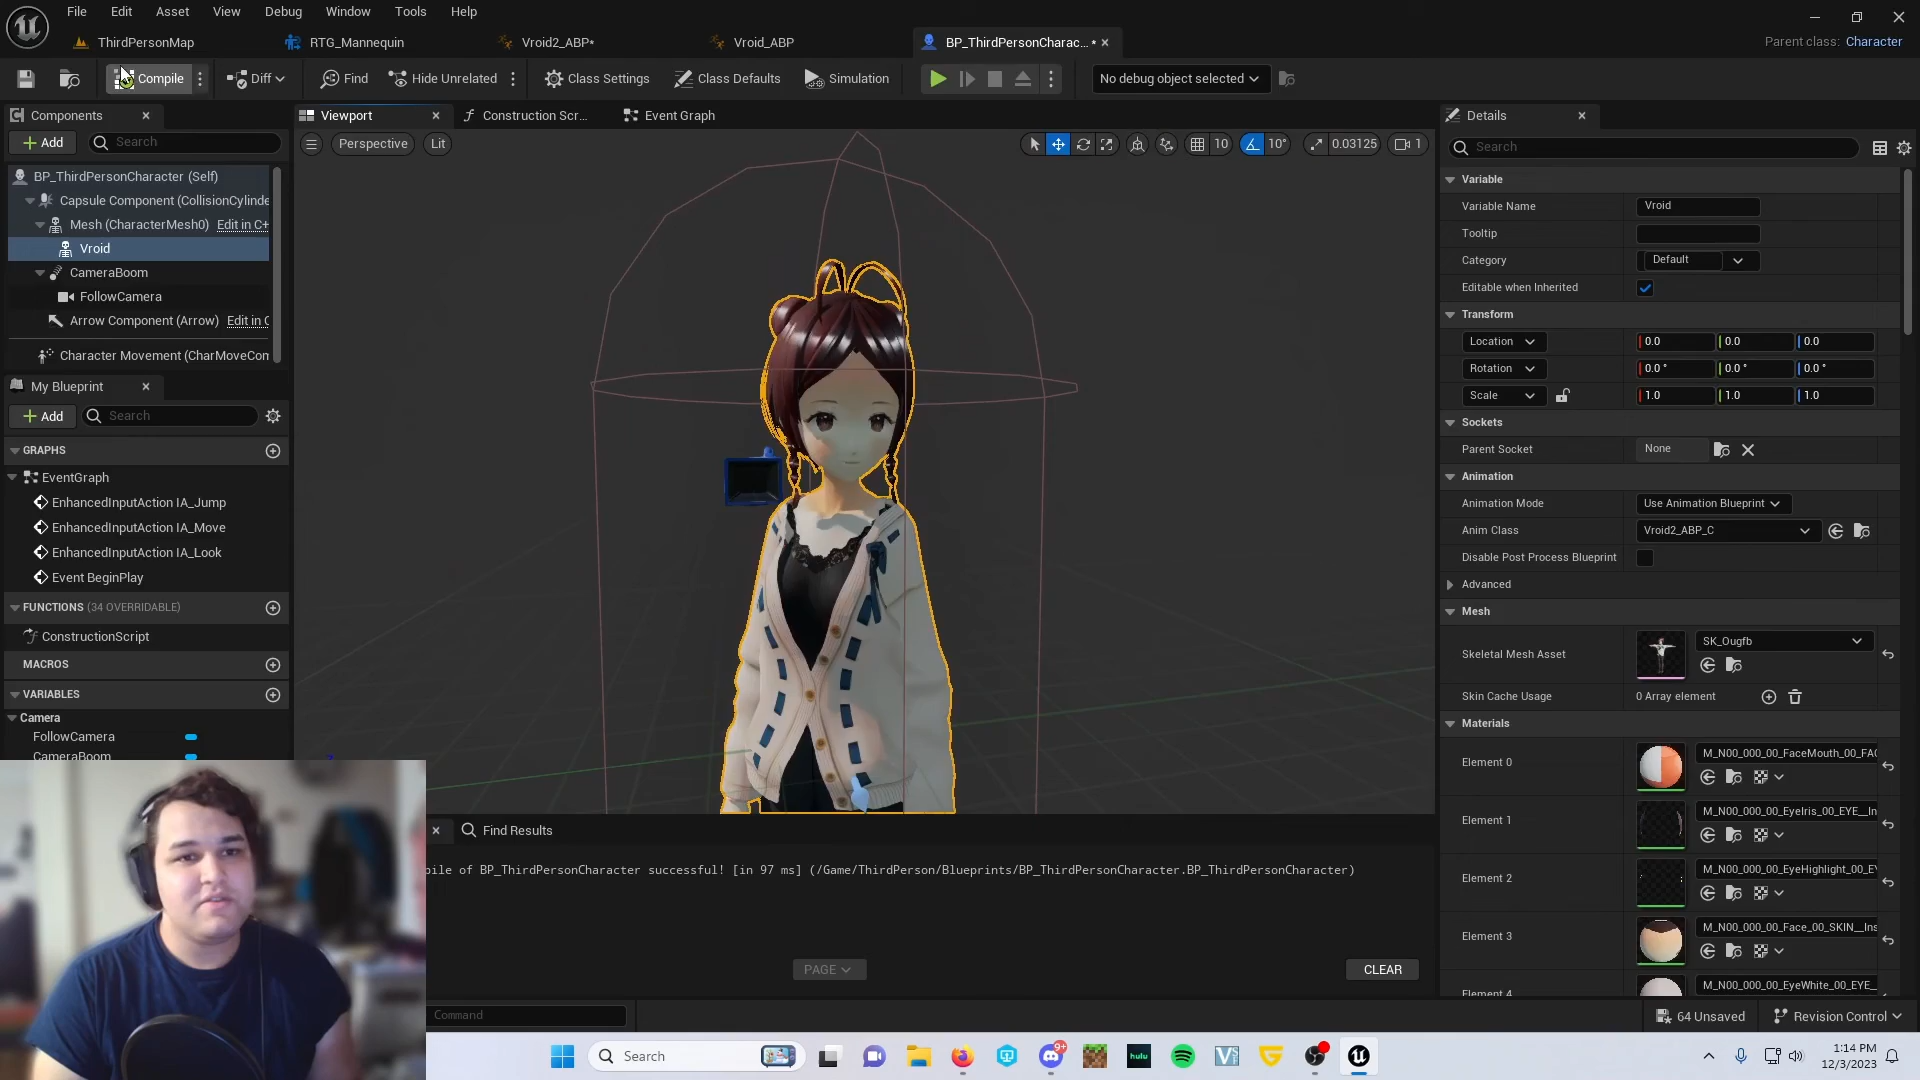 File Edit Asset View Debug Window Tools Help
ThirdPersonMap RTG_Mannequin Vroid2_ABP* Vroid_ABP BP_ThirdPersonCharac... *
Parent class: Character
Compile Diff Find Hide Unrelated Class Settings Class Defaults Simulation No debug object selected
Components
Add Search
BP_ThirdPersonCharacter (Self)
Capsule Component (CollisionCylinde
Mesh (CharacterMesh0) Edit in C+
Vroid
CameraBoom
FollowCamera
Arrow Component (Arrow) Edit in C
Character Movement (CharMoveCom
My Blueprint
Add Search
GRAPHS
EventGraph
EnhancedInputAction IA_Jump
EnhancedInputAction IA_Move
EnhancedInputAction IA_Look
Event BeginPlay
FUNCTIONS (34 OVERRIDABLE)
ConstructionScript
MACROS
VARIABLES
Camera
FollowCamera
CameraBoom
Viewport Construction Scr... Event Graph
Perspective Lit 10 10° 0.03125 1
Find Results
pile of BP_ThirdPersonCharacter successful! [in 97 ms] (/Game/ThirdPerson/Blueprints/BP_ThirdPersonCharacter.BP_ThirdPersonCharacter)
PAGE CLEAR
Command
Details
Search
Variable
Variable Name Vroid
Tooltip
Category Default
Editable when Inherited
Transform
Location 0.0 0.0 0.0
Rotation 0.0 ° 0.0 ° 0.0 °
Scale 1.0 1.0 1.0
Sockets
Parent Socket None
Animation
Animation Mode Use Animation Blueprint
Anim Class Vroid2_ABP_C
Disable Post Process Blueprint
Advanced
Mesh
Skeletal Mesh Asset SK_Ougfb
Skin Cache Usage 0 Array element
Materials
Element 0 M_N00_000_00_FaceMouth_00_FAC
Element 1 M_N00_000_00_EyeIris_00_EYE__In
Element 2 M_N00_000_00_EyeHighlight_00_EY
Element 3 M_N00_000_00_Face_00_SKIN__Ins
Element 4 M_N00_000_00_EyeWhite_00_EYE_
64 Unsaved Revision Control
Search hulu 9+
1:14 PM
12/3/2023